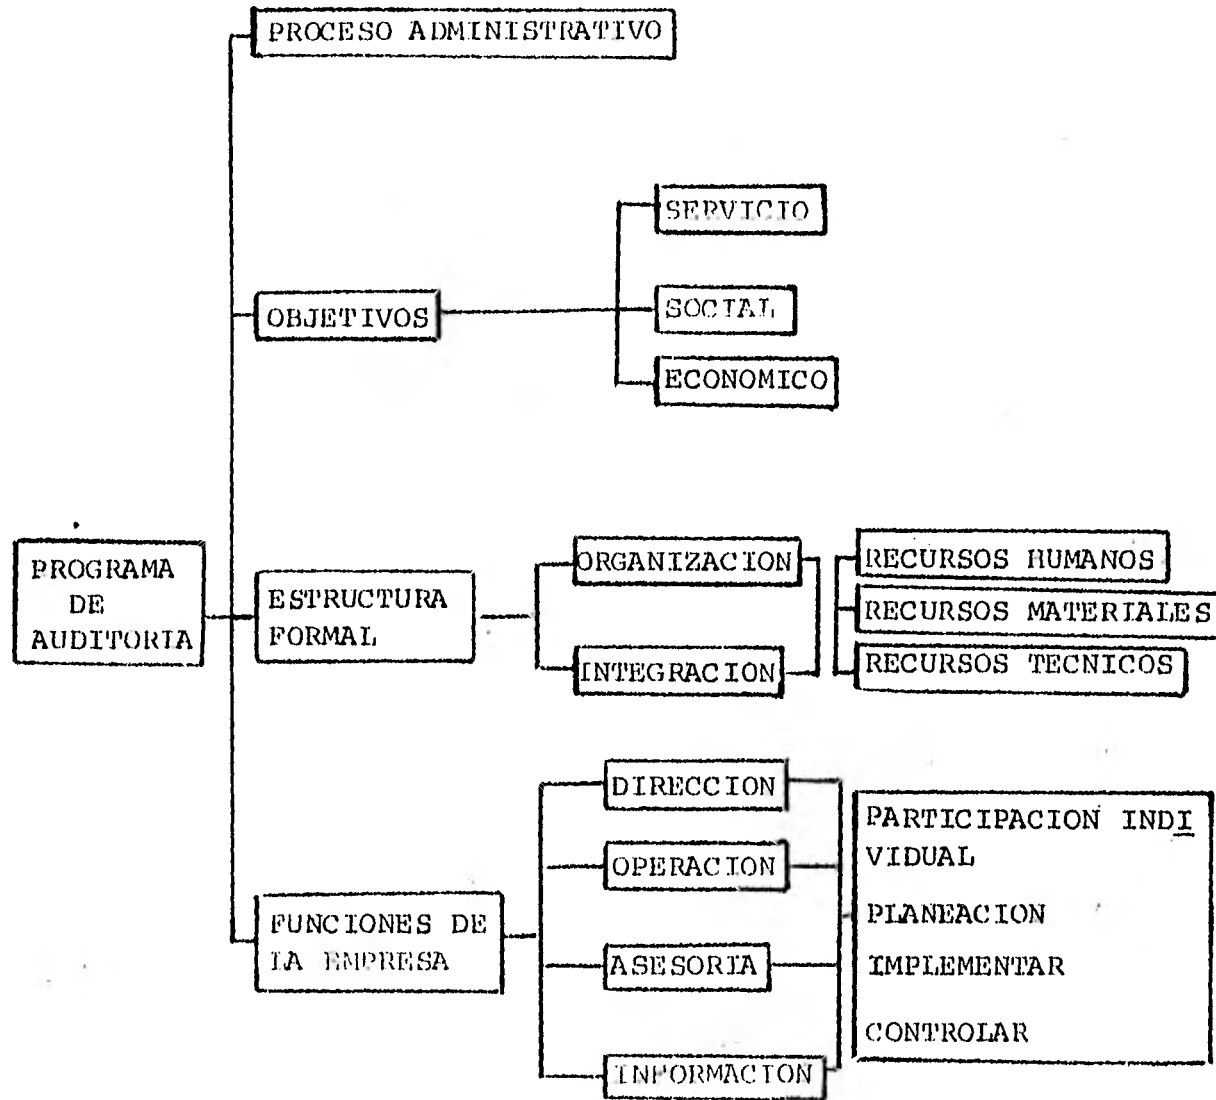 PROCESO ADMINISTRATIVO
SERVICIO
OBJETIVOS
SOCIAL
ECONOMICO
PROGRAMA
DE
AUDITORIA
ESTRUCTURA
FORMAL
ORGANIZACION
INTEGRACION
RECURSOS HUMANOS
RECURSOS MATERIALES
RECURSOS TECNICOS
FUNCIONES DE
LA EMPRESA
DIRECCION
OPERACION
ASESORIA
INFORMACION
PARTICIPACION INDI
VIDUAL
PLANEACION
IMPLEMENTAR
CONTROLAR